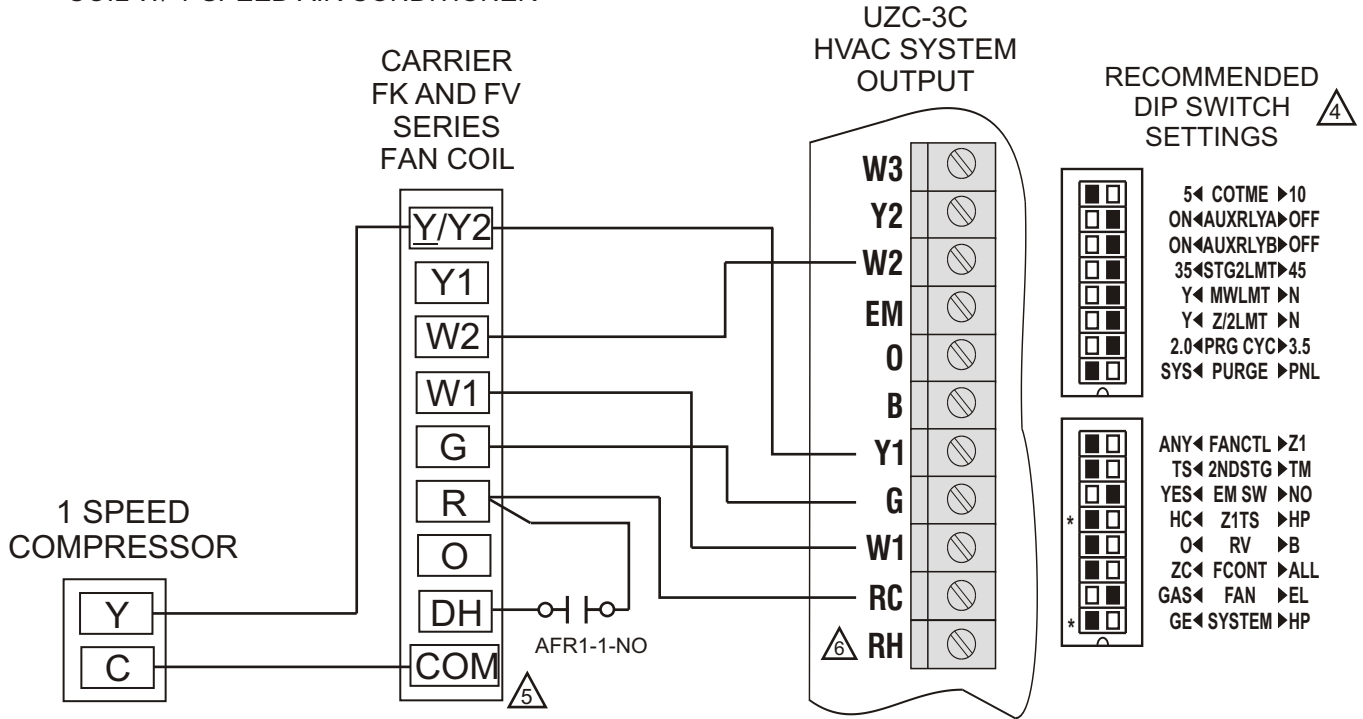 UZC-3C
HVAC SYSTEM
OUTPUT
CARRIER
FK AND FV
SERIES
FAN COIL
RECOMMENDED
DIP SWITCH
SETTINGS
4
Y/Y2
Y1
W2
W1
G
R
O
DH
COM
5
AFR1-1-NO
1 SPEED
COMPRESSOR
Y
C
W3
Y2
W2
EM
O
B
Y1
G
W1
RC
6 RH
5◀ COTME ▶10
ON◀AUXRLYA▶OFF
ON◀AUXRLYB▶OFF
35◀STG2LMT▶45
Y◀ MWLMT ▶N
Y◀ Z/2LMT ▶N
2.0◀PRG CYC▶3.5
SYS◀ PURGE ▶PNL
ANY◀ FANCTL ▶Z1
TS◀ 2NDSTG ▶TM
YES◀ EM SW ▶NO
* HC◀ Z1TS ▶HP
O◀ RV ▶B
ZC◀ FCONT ▶ALL
GAS◀ FAN ▶EL
* GE◀ SYSTEM ▶HP